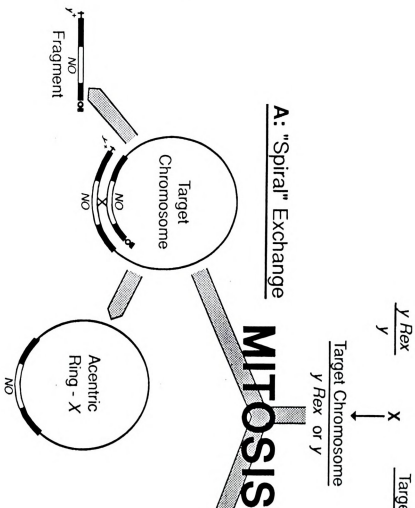 y Rex
y
X
Targe
Target Chromosome
y Rex or y
MITOSIS
A: "Spiral" Exchange
Target
Chromosome
y+
NO
X
NO
y+
NO
Fragment
Acentric
Ring - X
NO